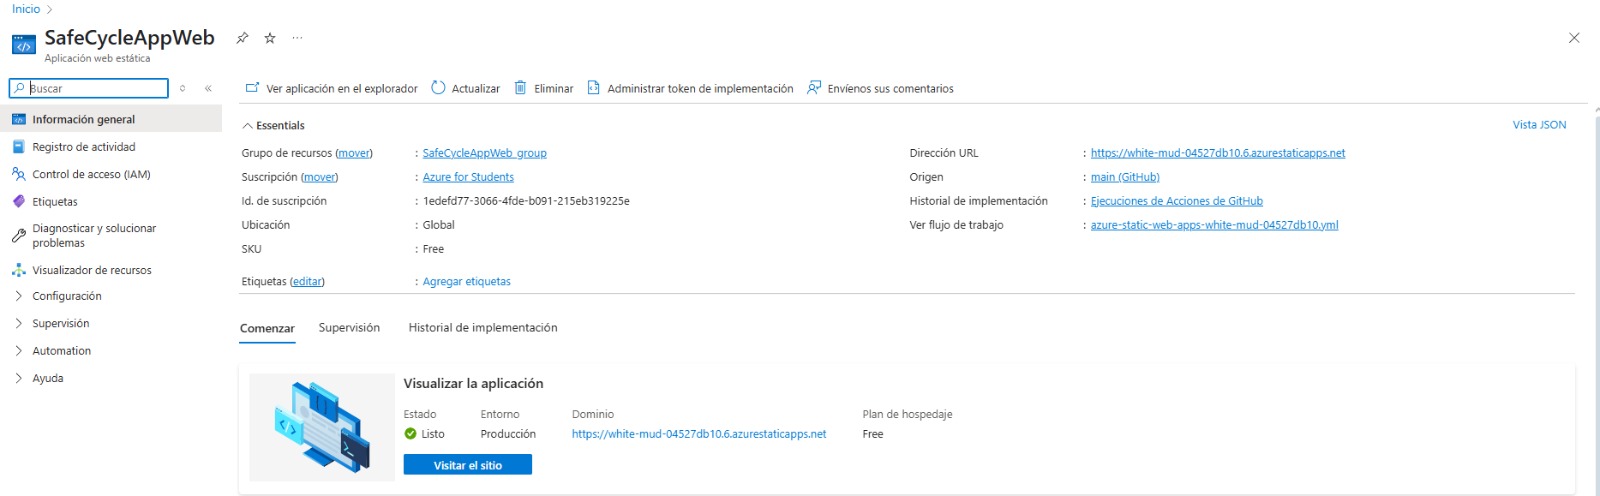 Inicio
SafeCycleAppWeb
Aplicación web estática
Buscar
Ver aplicación en el explorador Actualizar Eliminar Administrar token de implementación Envíenos sus comentarios
Información general
Registro de actividad
Control de acceso (IAM)
Etiquetas
Diagnosticar y solucionar
problemas
Visualizador de recursos
Configuración
Supervisión
Automation
Ayuda
Essentials
Vista JSON
Grupo de recursos (mover) : SafeCycleAppWeb_group
Suscripción (mover) : Azure for Students
Id. de suscripción : 1edefd77-3066-4fde-b091-215eb319225e
Ubicación : Global
SKU : Free
Dirección URL : https://white-mud-04527db10.6.azurestaticapps.net
Origen : main (GitHub)
Historial de implementación : Ejecuciones de Acciones de GitHub
Ver flujo de trabajo : azure-static-web-apps-white-mud-04527db10.yml
Etiquetas (editar) : Agregar etiquetas
Comenzar Supervisión Historial de implementación
Visualizar la aplicación
Estado Entorno Dominio Plan de hospedaje
Listo Producción https://white-mud-04527db10.6.azurestaticapps.net Free
Visitar el sitio